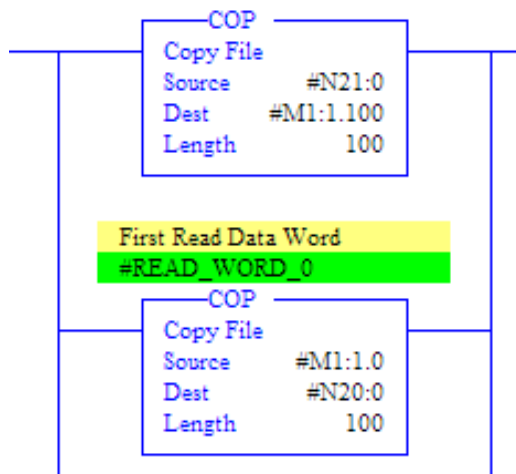 COP
Copy File
Source #N21:0
Dest #M1:1.100
Length 100
First Read Data Word
#READ_WORD_0
COP
Copy File
Source #M1:1.0
Dest #N20:0
Length 100